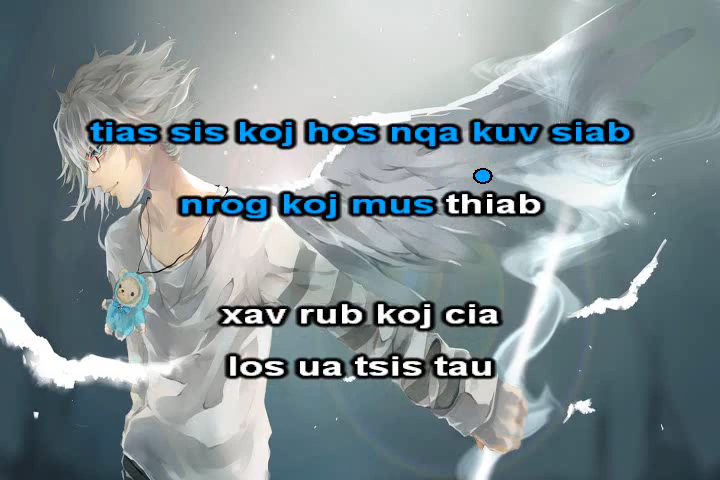 tias sis koj hos nqa kuv siab
nrog koj mus thiab
xav rub koj cia
los ua tsis tau